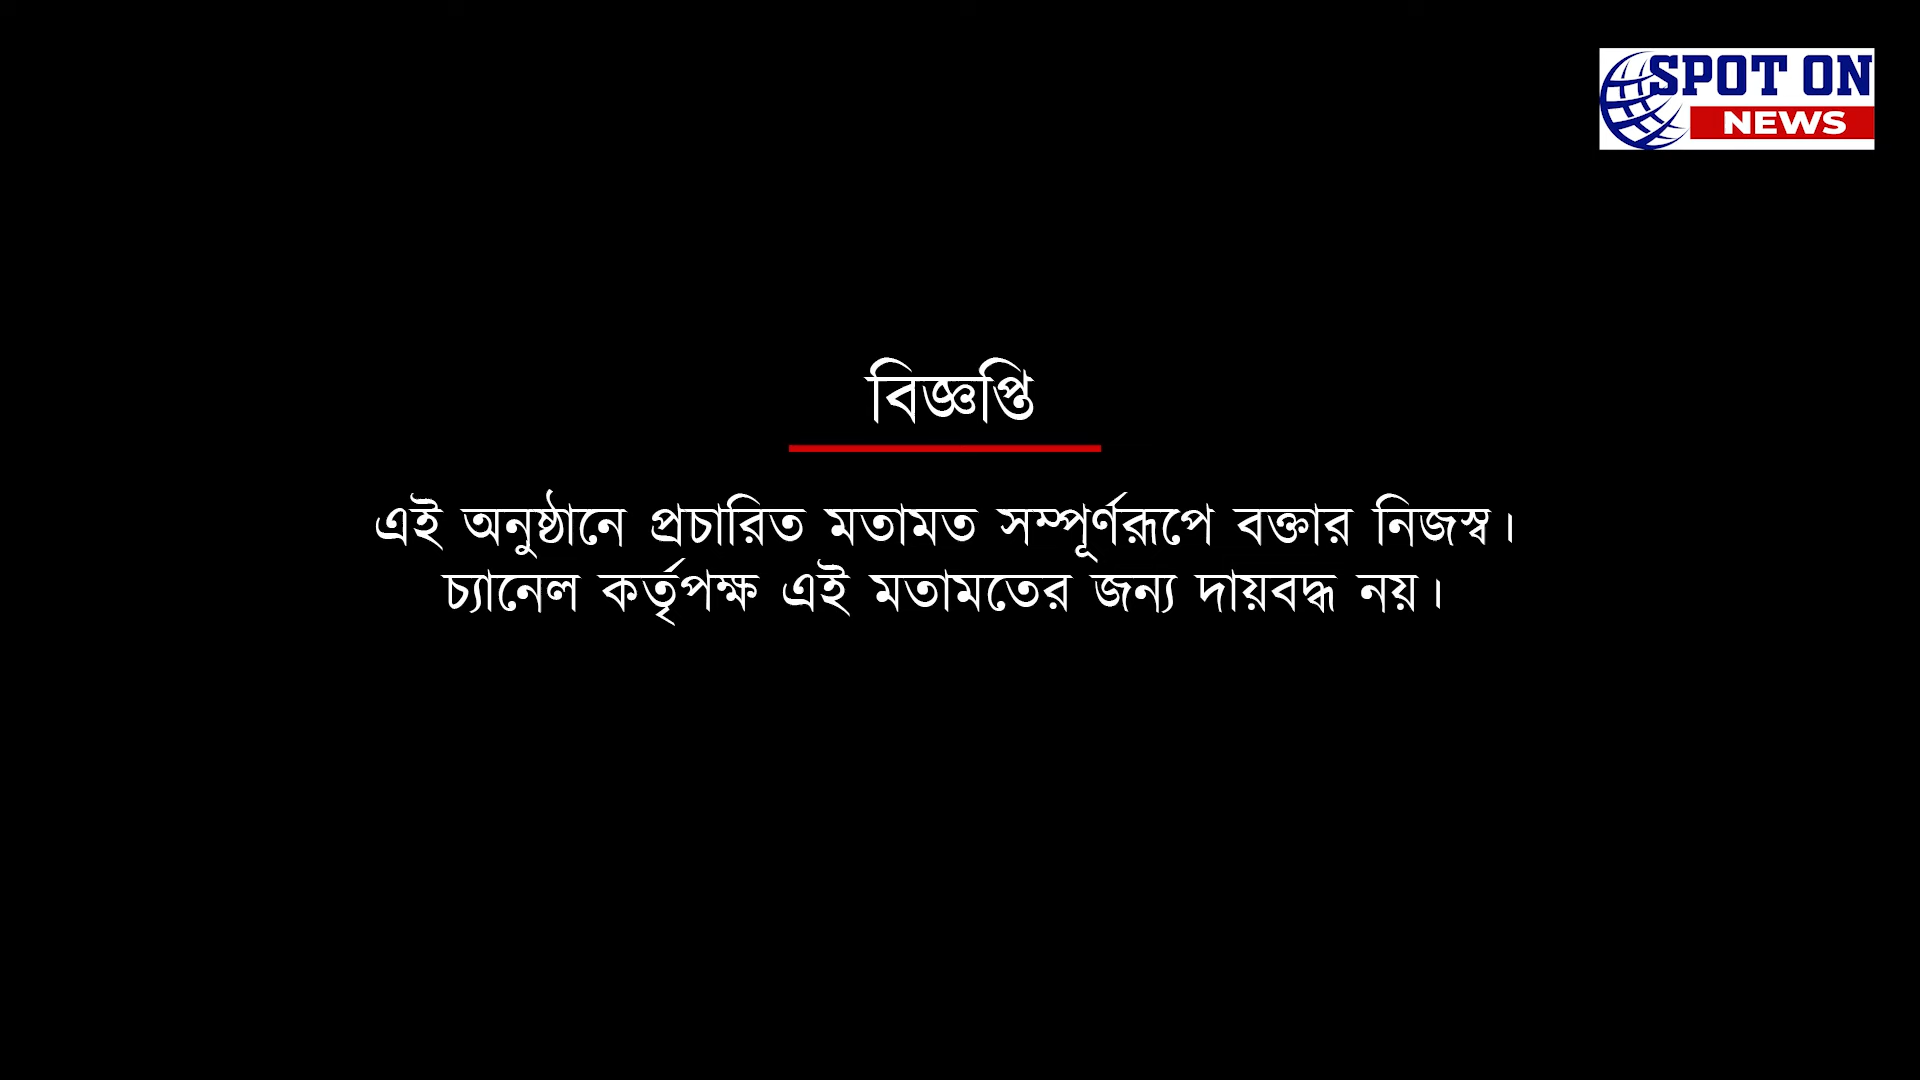 SPOT ON
NEWS
বিজ্ঞপ্তি
এই অনুষ্ঠানে প্রচারিত মতামত সম্পূর্ণরূপে বক্তার নিজস্ব।
চ্যানেল কর্তৃপক্ষ এই মতামতের জন্য দায়বদ্ধ নয়।